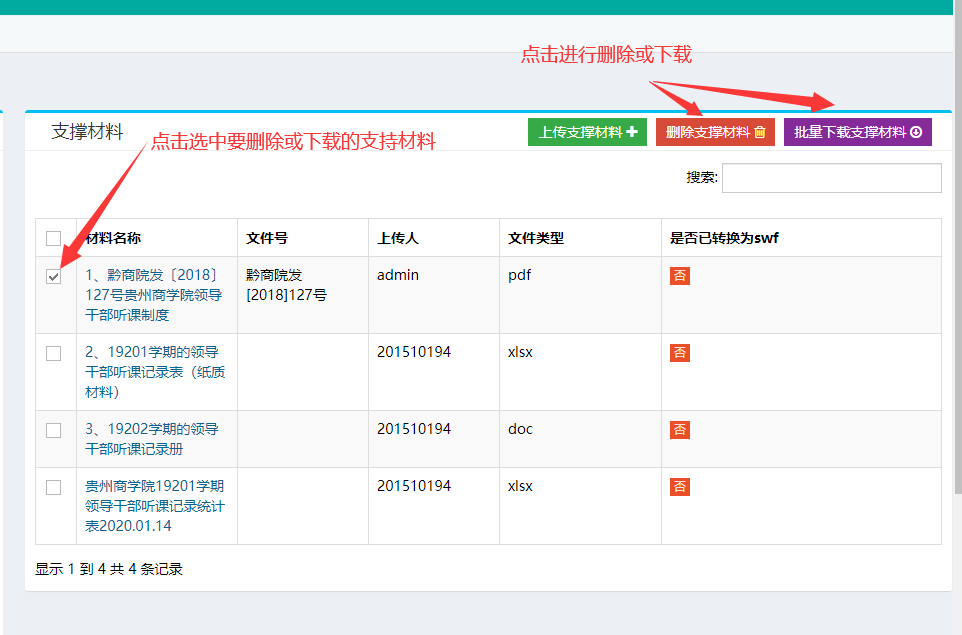 点击进行删除或下载
支撑材料
点击选中要删除或下载的支持材料
上传支撑材料
删除支撑材料
批量下载支撑材料
搜索:
材料名称 文件号 上传人 文件类型 是否已转换为swf
1、黔商院发〔2018〕 黔商院发 admin pdf 否
127号贵州商学院领导 [2018]127号
干部听课制度
2、19201学期的领导 201510194 xlsx 否
干部听课记录表（纸质
材料）
3、19202学期的领导 201510194 doc 否
干部听课记录册
贵州商学院19201学期 201510194 xlsx 否
领导干部听课记录统计
表2020.01.14
显示 1 到 4 共 4 条记录